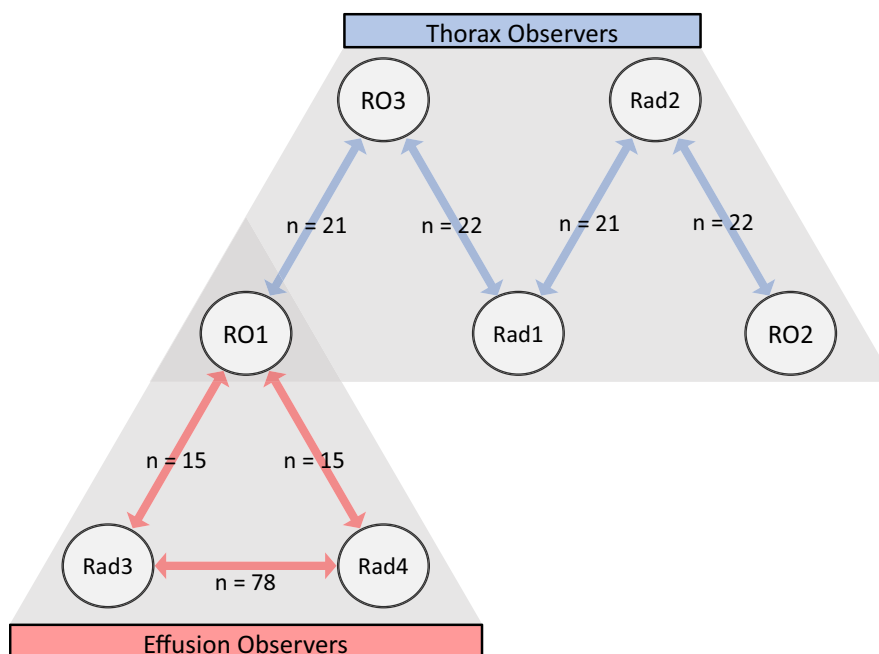 Thorax Observers
RO3
Rad2
n = 21
n = 22
n = 21
n = 22
RO1
Rad1
RO2
n = 15
n = 15
Rad3
Rad4
n = 78
Effusion Observers